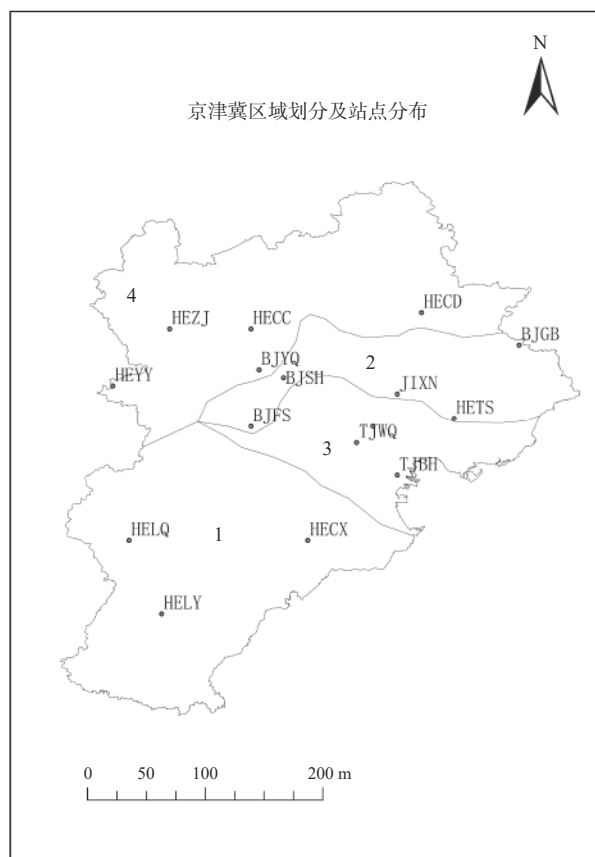 N
京津冀区域划分及站点分布
4
HECD
HEZJ
HECC
BJGB
BJYQ
2
BJSH
HEYY
JIXN
HETS
BJFS
TJWQ
3
TJBH
HELQ
1
HECX
HELY
0 50 100 200 m